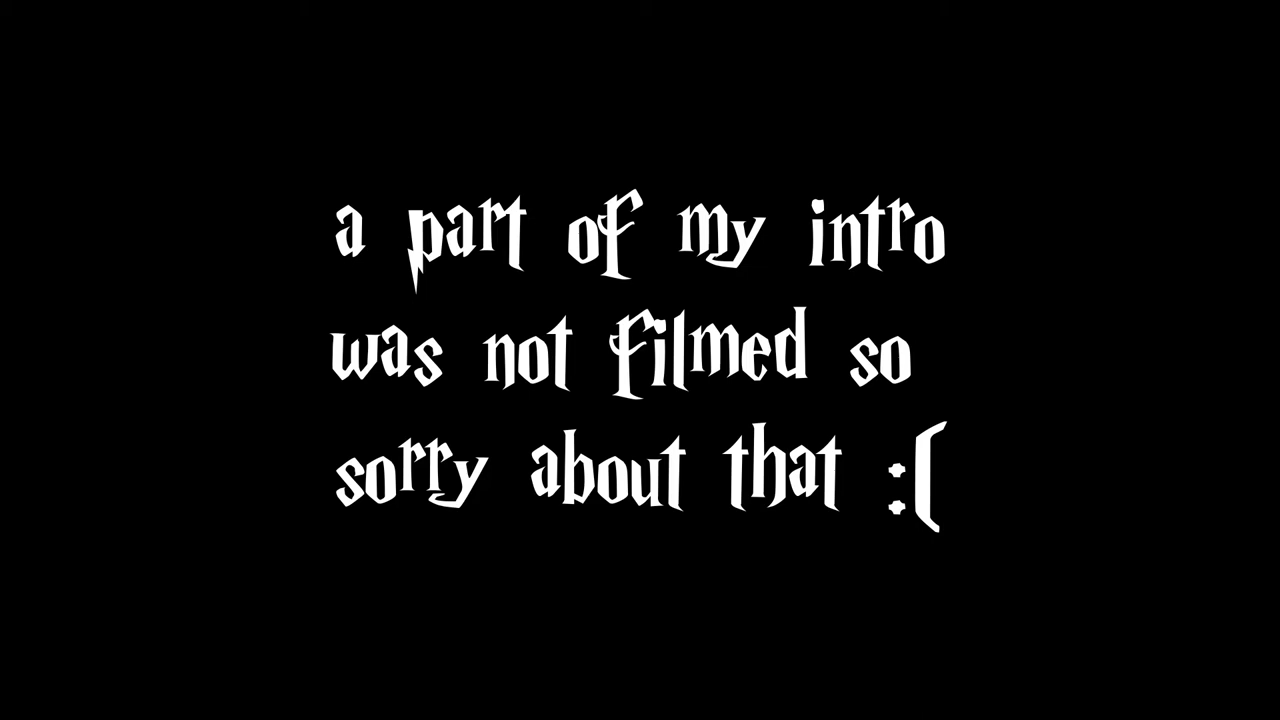 a part of my intro
was not filmed so
sorry about that :(